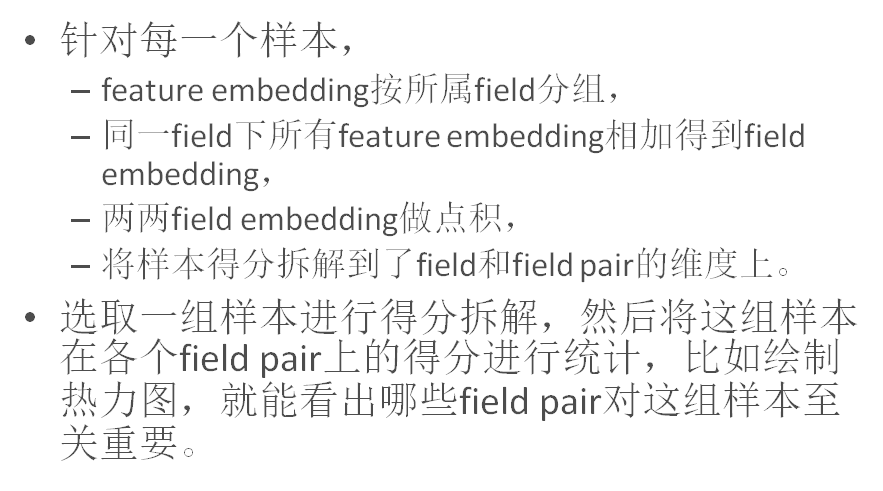 • 针对每一个样本，
– feature embedding按所属field分组，
– 同一field下所有feature embedding相加得到field
embedding，
– 两两field embedding做点积，
– 将样本得分拆解到了field和field pair的维度上。
• 选取一组样本进行得分拆解，然后将这组样本
在各个field pair上的得分进行统计，比如绘制
热力图，就能看出哪些field pair对这组样本至
关重要。